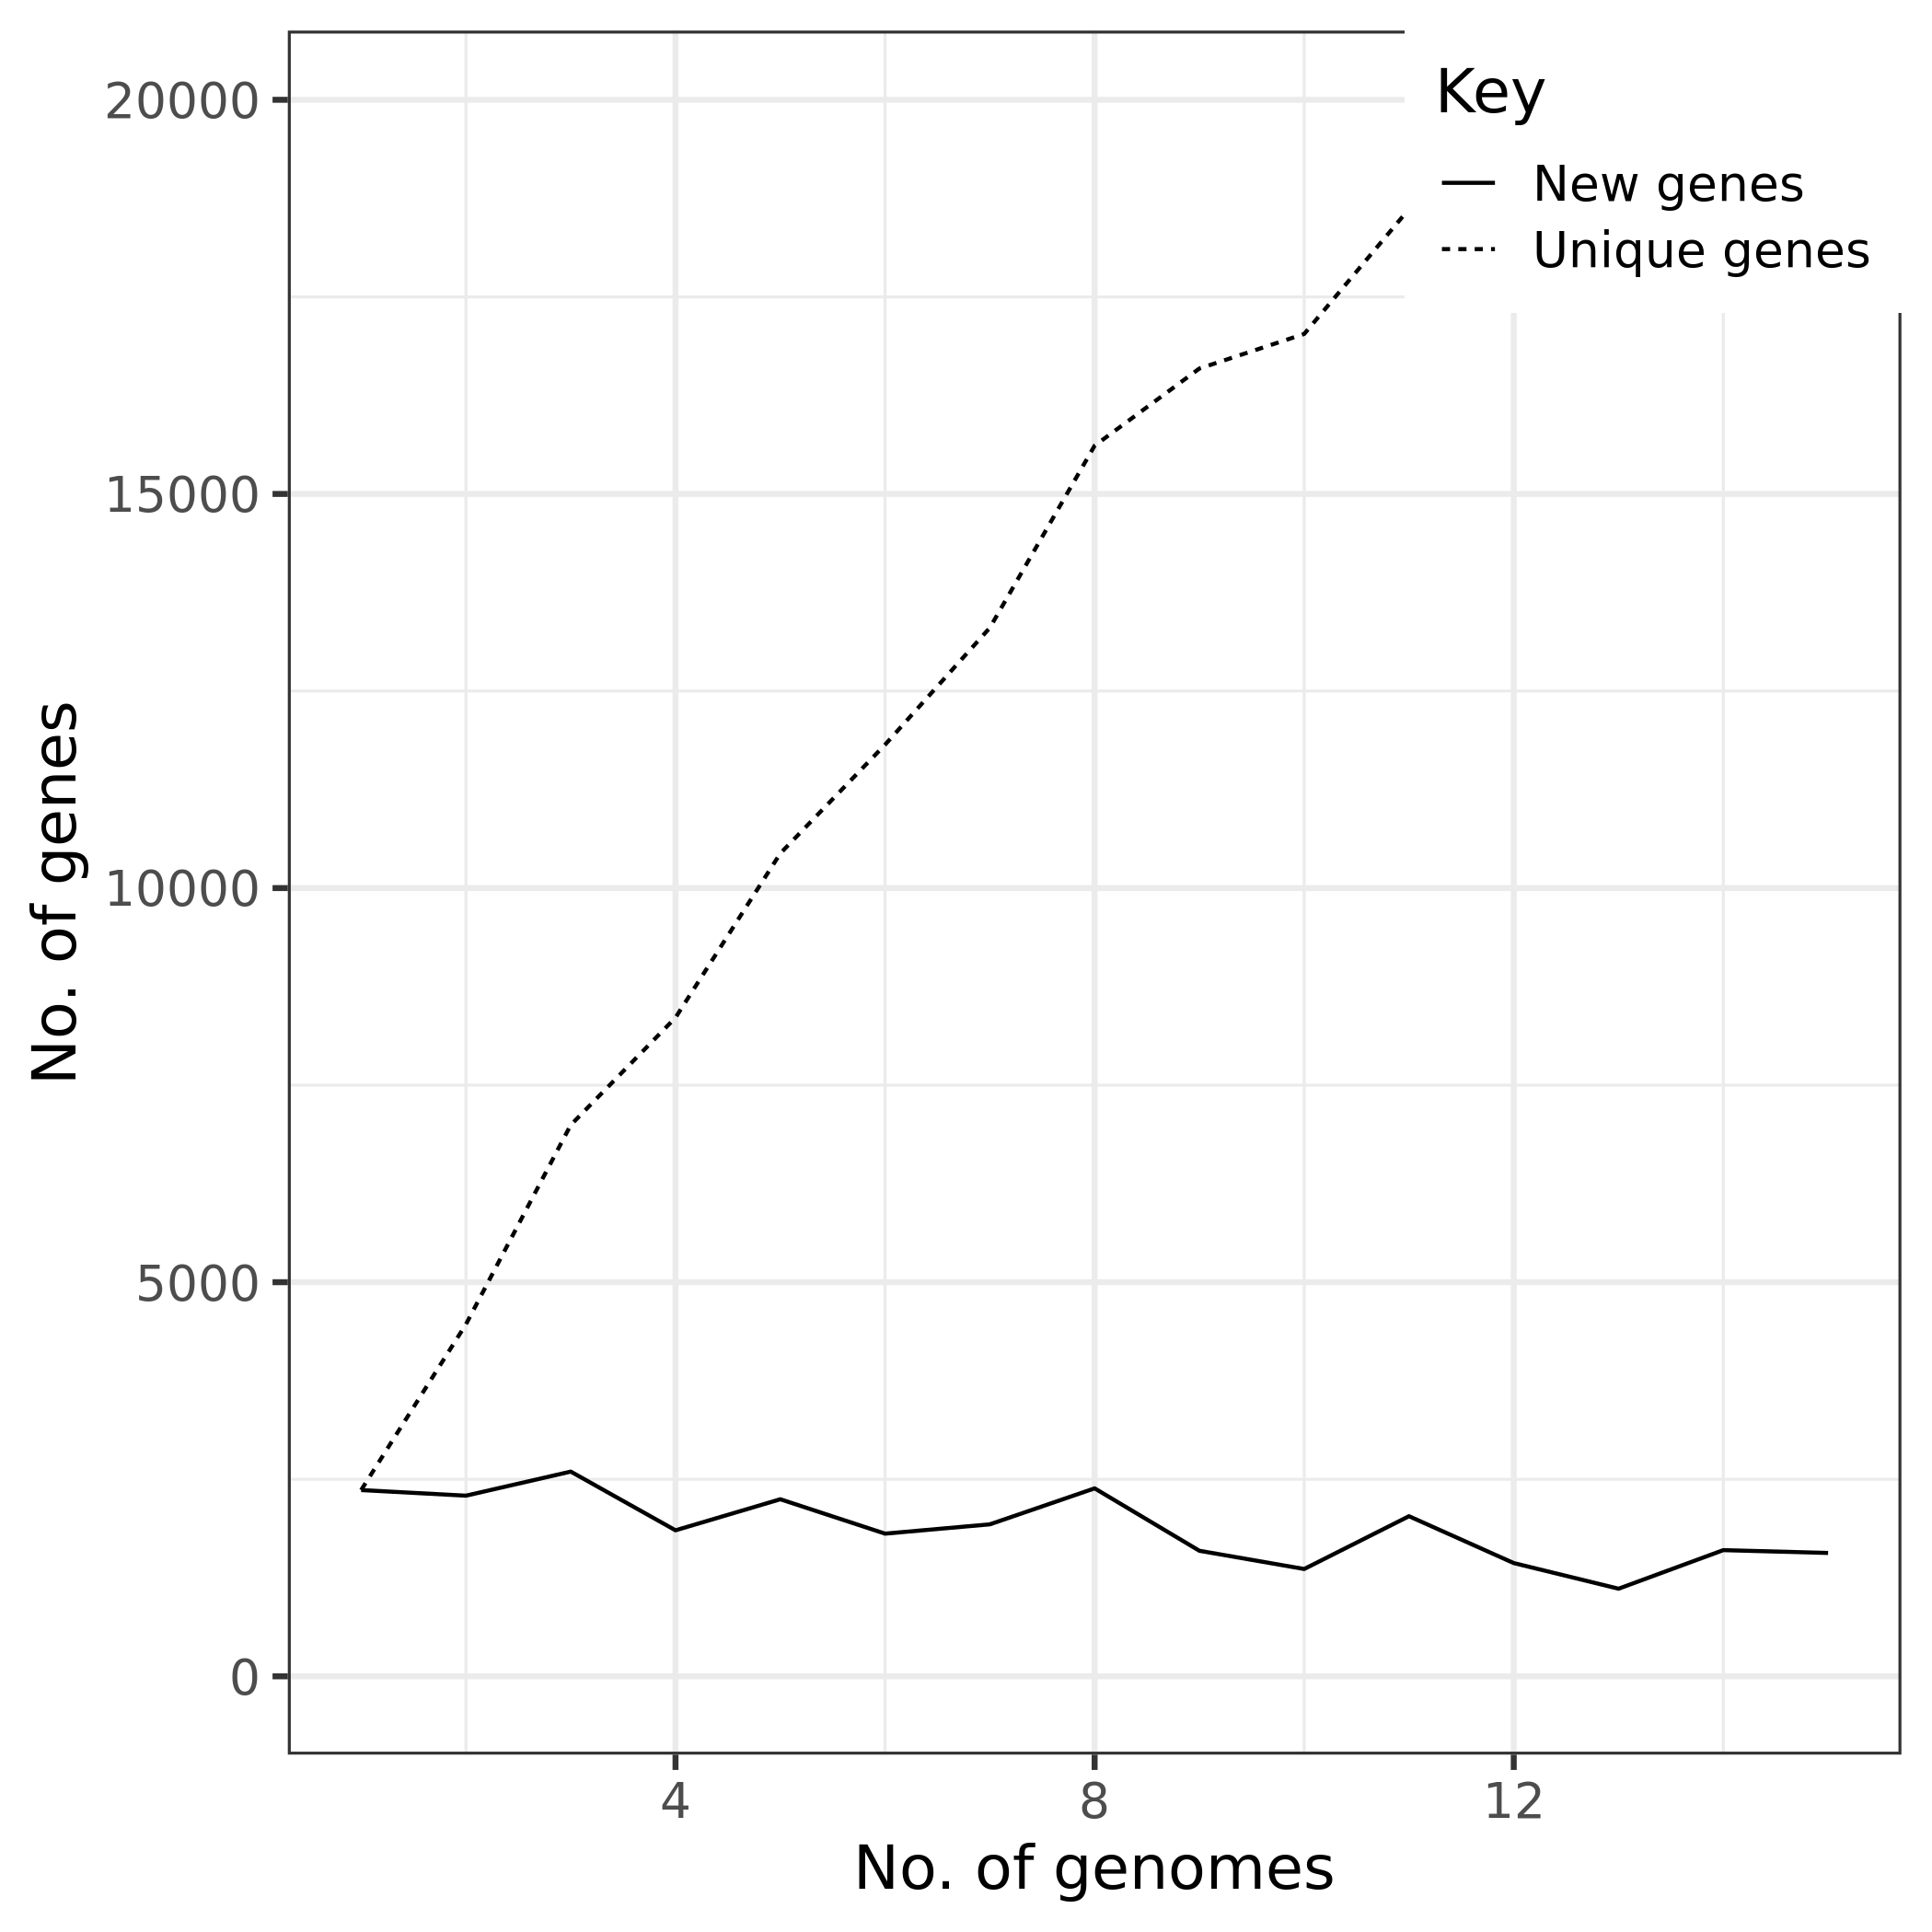 Key
New genes
Unique genes
20000
15000
10000
5000
0
No. of genes
4 8 12
No. of genomes